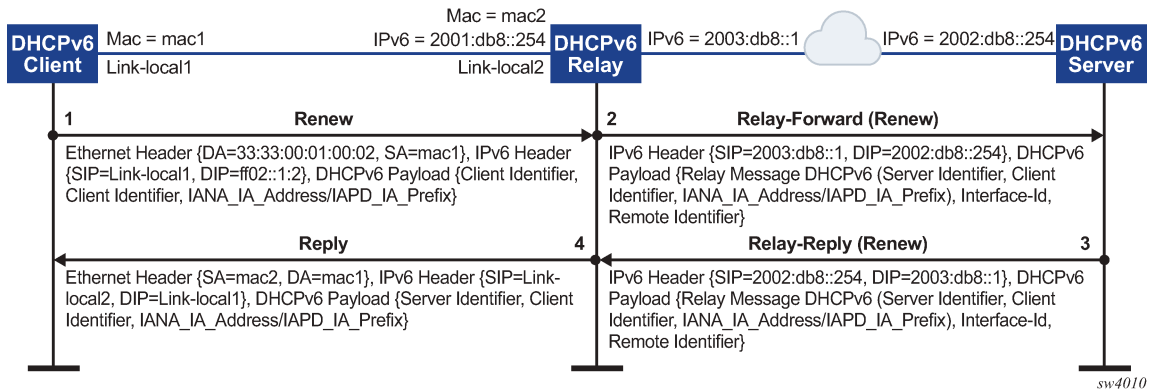 Mac = mac2
DHCPv6
Client
Mac = mac1
IPv6 = 2001:db8::254
DHCPv6
Relay
IPv6 = 2003:db8::1
IPv6 = 2002:db8::254
DHCPv6
Server
Link-local1
Link-local2
1
Renew
2
Relay-Forward (Renew)
Ethernet Header {DA=33:33:00:01:00:02, SA=mac1}, IPv6 Header
{SIP=Link-local1, DIP=ff02::1:2}, DHCPv6 Payload {Client Identifier,
Client Identifier, IANA_IA_Address/IAPD_IA_Prefix}
IPv6 Header {SIP=2003:db8::1, DIP=2002:db8::254}, DHCPv6
Payload {Relay Message DHCPv6 (Server Identifier, Client
Identifier, IANA_IA_Address/IAPD_IA_Prefix), Interface-Id,
Remote Identifier}
Reply
4
Relay-Reply (Renew)
3
Ethernet Header {SA=mac2, DA=mac1}, IPv6 Header {SIP=Link-
local2, DIP=Link-local1}, DHCPv6 Payload {Server Identifier, Client
Identifier, IANA_IA_Address/IAPD_IA_Prefix}
IPv6 Header {SIP=2002:db8::254, DIP=2003:db8::1}, DHCPv6
Payload {Relay Message DHCPv6 (Server Identifier, Client
Identifier, IANA_IA_Address/IAPD_IA_Prefix), Interface-Id,
Remote Identifier}
sw4010